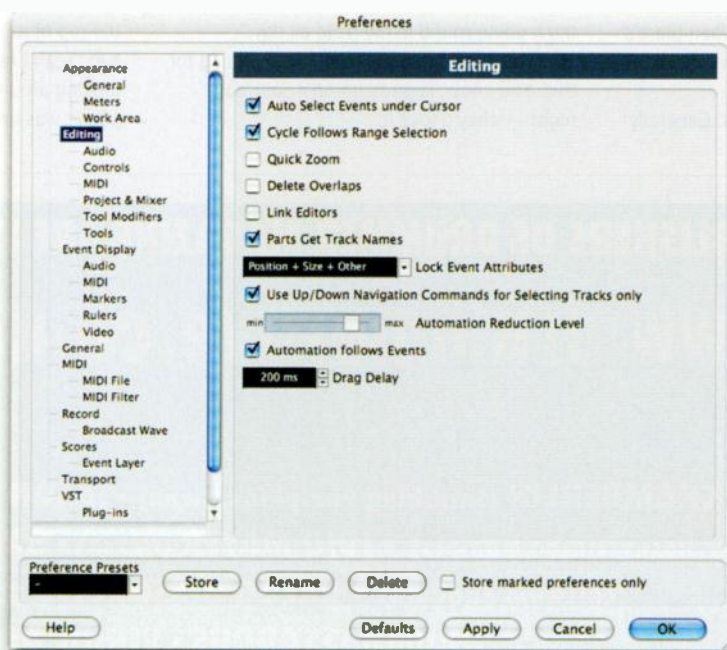 Preferences
Appearance
General
Meters
Work Area
Editing
Audio
Controls
MIDI
Project & Mixer
Tool Modifiers
Tools
Event Display
Audio
MIDI
Markers
Rulers
Video
General
MIDI
MIDI File
MIDI Filter
Record
Broadcast Wave
Scores
Event Layer
Transport
VST
Plug-ins
Editing
Auto Select Events under Cursor
Cycle Follows Range Selection
Quick Zoom
Delete Overlaps
Link Editors
Parts Get Track Names
Position + Size + Other Lock Event Attributes
Use Up/Down Navigation Commands for Selecting Tracks only
min max Automation Reduction Level
Automation follows Events
200 ms Drag Delay
Preference Presets
- Store Rename Delete Store marked preferences only
Help Defaults Apply Cancel OK